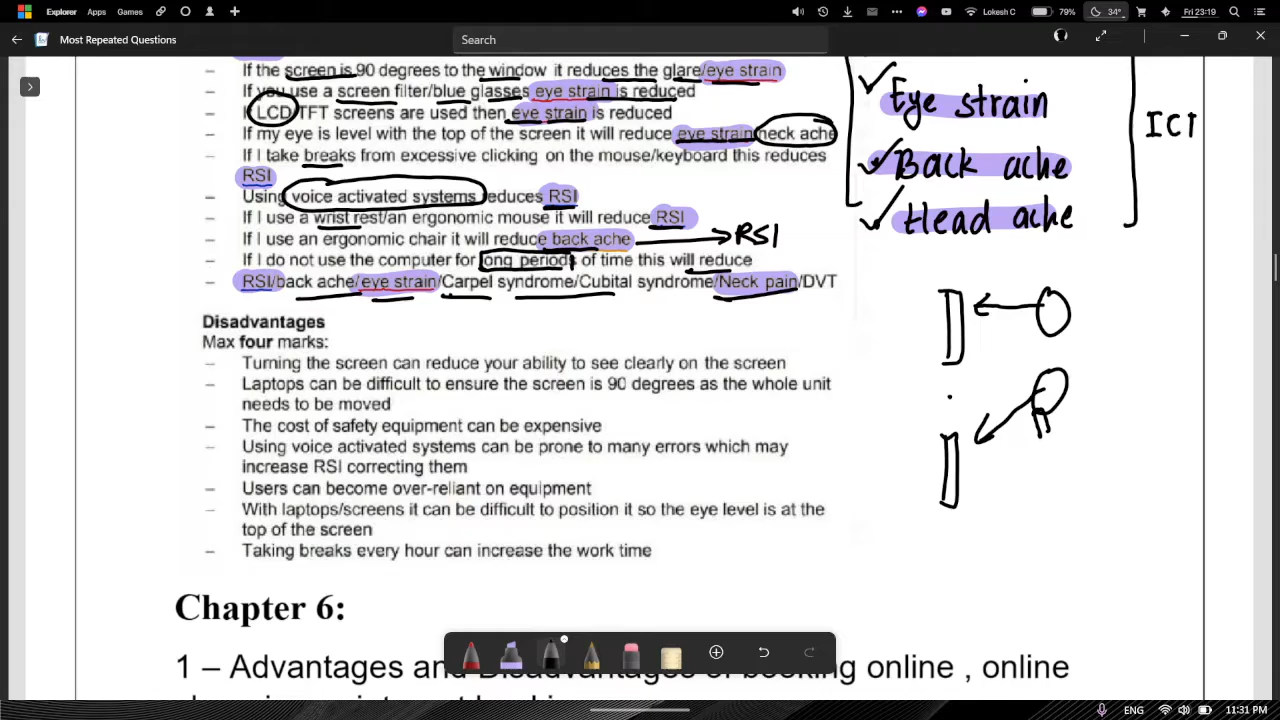 Explorer Apps Games + Lokesh C 79% 34° Fri 23:19
Most Repeated Questions
Search
– If the screen is 90 degrees to the window it reduces the glare/eye strain
– If you use a screen filter/blue glasses eye strain is reduced
– If LCD/TFT screens are used then eye strain is reduced
– If my eye is level with the top of the screen it will reduce eye strain/neck ache
– If I take breaks from excessive clicking on the mouse/keyboard this reduces
RSI
– Using voice activated systems reduces RSI
– If I use a wrist rest/an ergonomic mouse it will reduce RSI
– If I use an ergonomic chair it will reduce back ache
– If I do not use the computer for long periods of time this will reduce
– RSI/back ache/eye strain/Carpel syndrome/Cubital syndrome/Neck pain/DVT
Eye strain
Back ache
Head ache
RSI
Disadvantages
Max four marks:
– Turning the screen can reduce your ability to see clearly on the screen
– Laptops can be difficult to ensure the screen is 90 degrees as the whole unit
needs to be moved
– The cost of safety equipment can be expensive
– Using voice activated systems can be prone to many errors which may
increase RSI correcting them
– Users can become over-reliant on equipment
– With laptops/screens it can be difficult to position it so the eye level is at the
top of the screen
– Taking breaks every hour can increase the work time
Chapter 6:
1 – Advantages and Disadvantages of booking online , online
ENG 11:31 PM